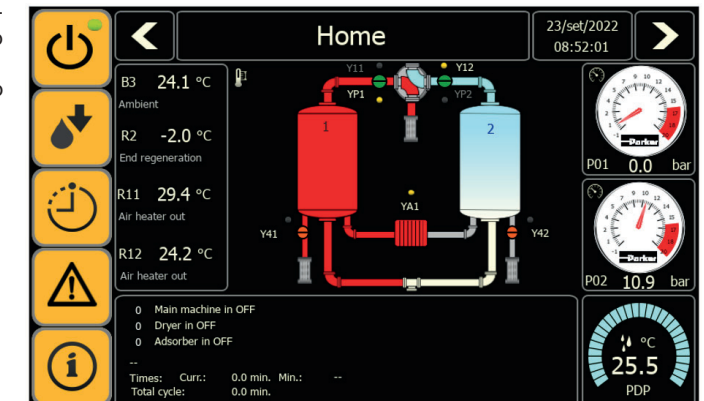 Home
23/set/2022
08:52:01
B3 24.1 °C
Ambient
R2 -2.0 °C
End regeneration
R11 29.4 °C
Air heater out
R12 24.2 °C
Air heater out
Y11
Y12
YP1
YP2
1
2
YA1
Y41
Y42
Parker
P01 0.0 bar
Parker
P02 10.9 bar
°C
25.5
PDP
0 Main machine in OFF
0 Dryer in OFF
0 Adsorber in OFF
--
Times: Curr.: 0.0 min. Min.: --
Total cycle: 0.0 min.
i